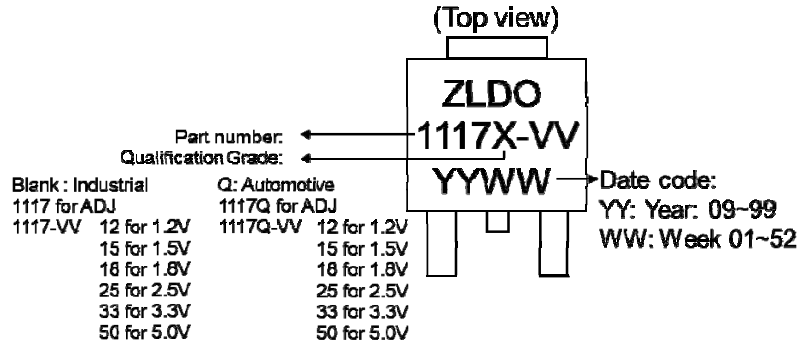 (Top view)
ZLDO
1117X-VV
YYWW
Part number:
Qualification Grade:
Date code:
YY: Year: 09~99
WW: Week 01~52
Blank : Industrial
1117 for ADJ
1117-VV 12 for 1.2V
15 for 1.5V
18 for 1.8V
25 for 2.5V
33 for 3.3V
50 for 5.0V
Q: Automotive
1117Q for ADJ
1117Q-VV 12 for 1.2V
15 for 1.5V
18 for 1.8V
25 for 2.5V
33 for 3.3V
50 for 5.0V